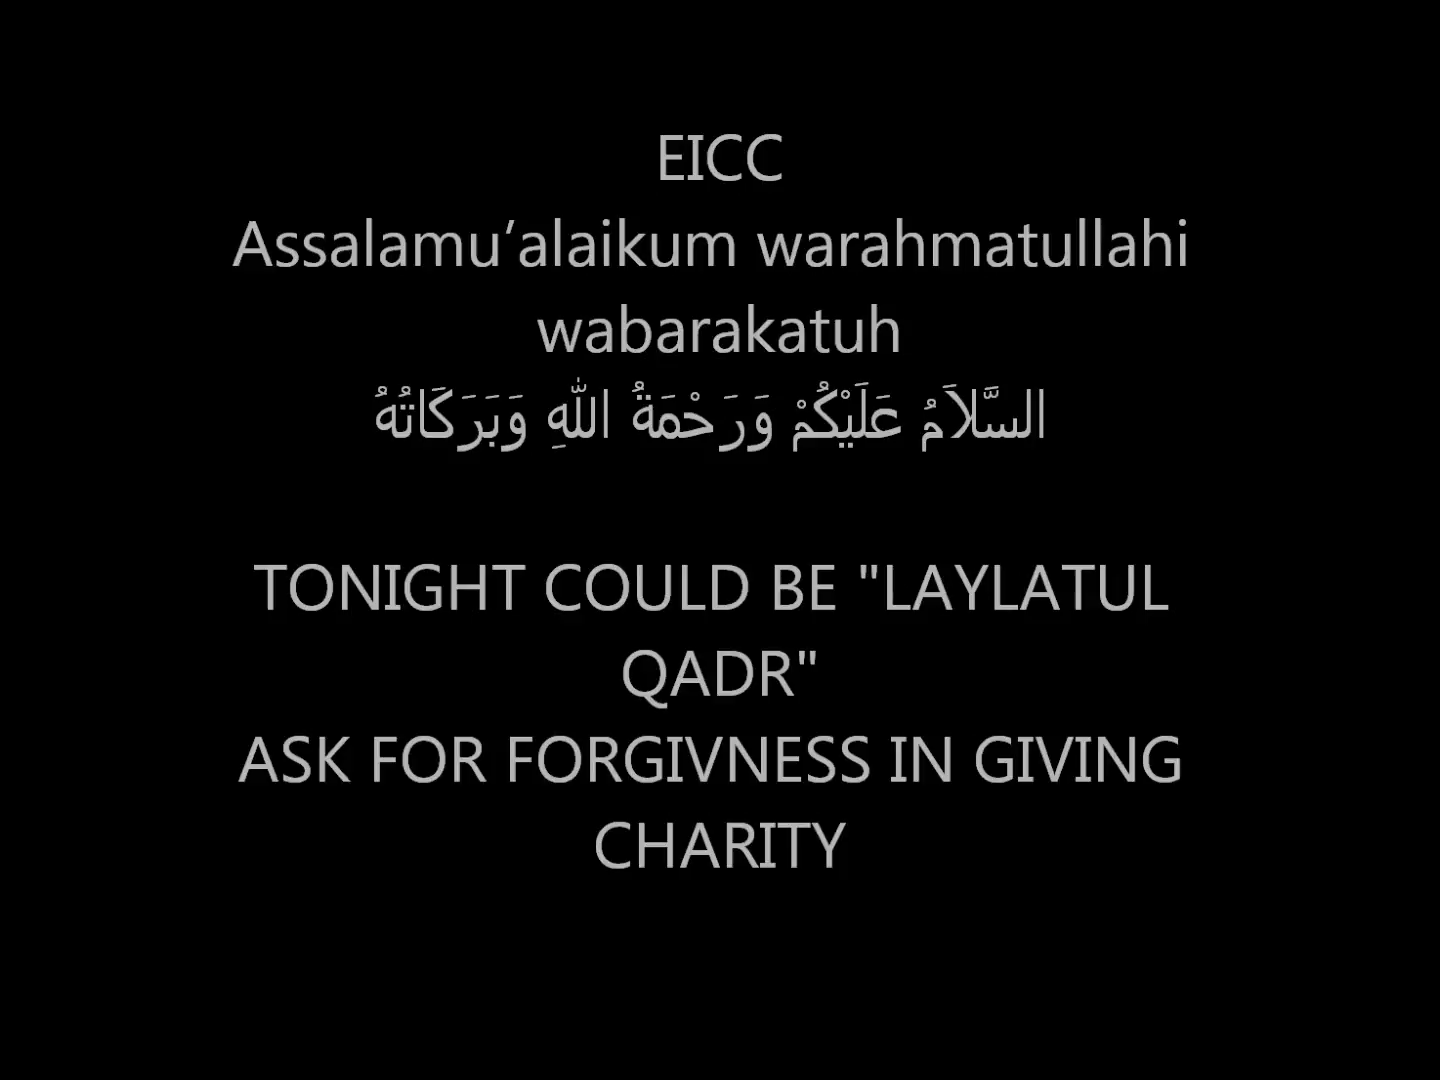 EICC
Assalamu’alaikum warahmatullahi
wabarakatuh
السَّلاَمُ عَلَيْكُمْ وَرَحْمَةُ اللهِ وَبَرَكَاتُهُ
TONIGHT COULD BE "LAYLATUL
QADR"
ASK FOR FORGIVNESS IN GIVING
CHARITY